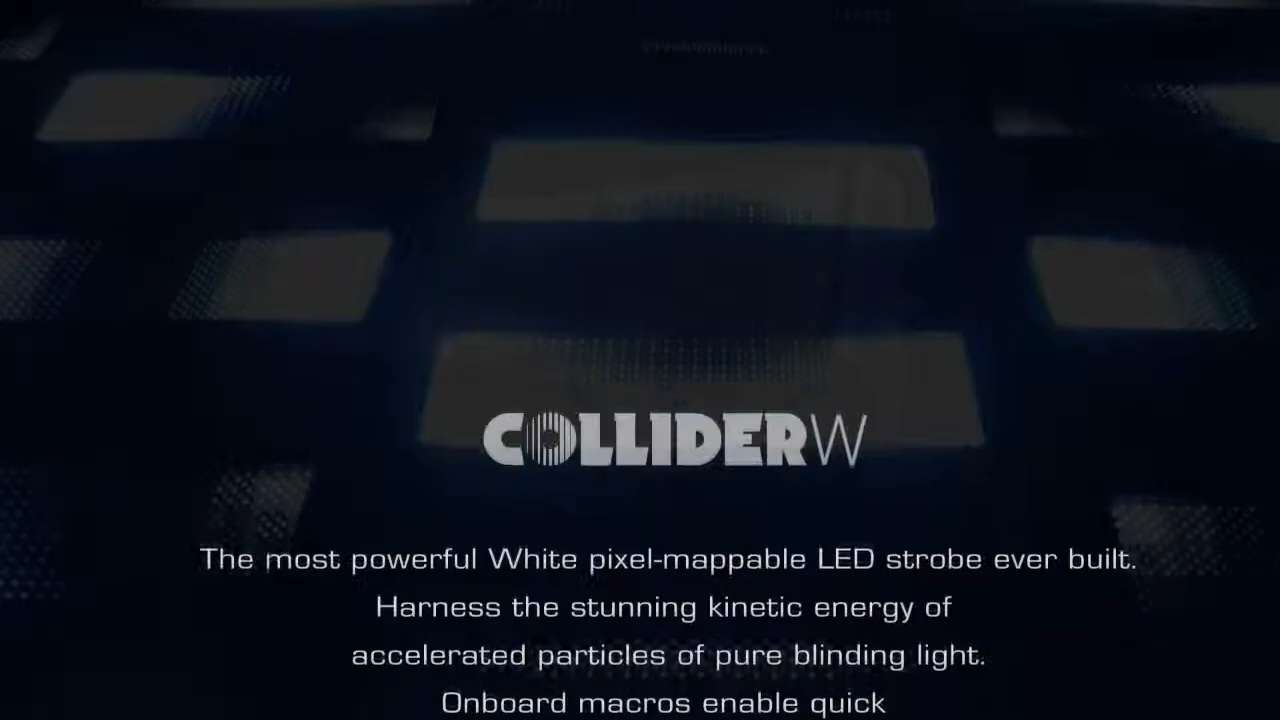 COLLIDERW
The most powerful White pixel-mappable LED strobe ever built.
Harness the stunning kinetic energy of
accelerated particles of pure blinding light.
Onboard macros enable quick